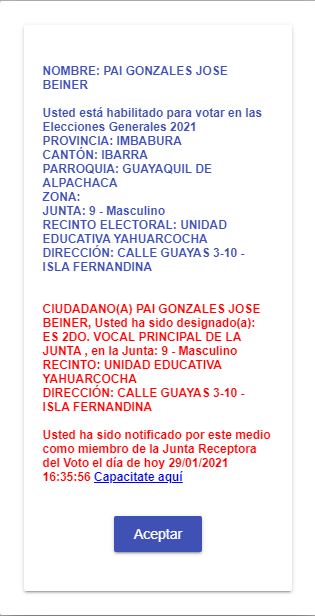 NOMBRE: PAI GONZALES JOSE
BEINER
Usted está habilitado para votar en las
Elecciones Generales 2021
PROVINCIA: IMBABURA
CANTÓN: IBARRA
PARROQUIA: GUAYAQUIL DE
ALPACHACA
ZONA:
JUNTA: 9 - Masculino
RECINTO ELECTORAL: UNIDAD
EDUCATIVA YAHUARCOCHA
DIRECCIÓN: CALLE GUAYAS 3-10 -
ISLA FERNANDINA
CIUDADANO(A) PAI GONZALES JOSE
BEINER, Usted ha sido designado(a):
ES 2DO. VOCAL PRINCIPAL DE LA
JUNTA , en la Junta: 9 - Masculino
RECINTO: UNIDAD EDUCATIVA
YAHUARCOCHA
DIRECCIÓN: CALLE GUAYAS 3-10 -
ISLA FERNANDINA
Usted ha sido notificado por este medio
como miembro de la Junta Receptora
del Voto el día de hoy 29/01/2021
16:35:56 Capacitate aquí
Aceptar